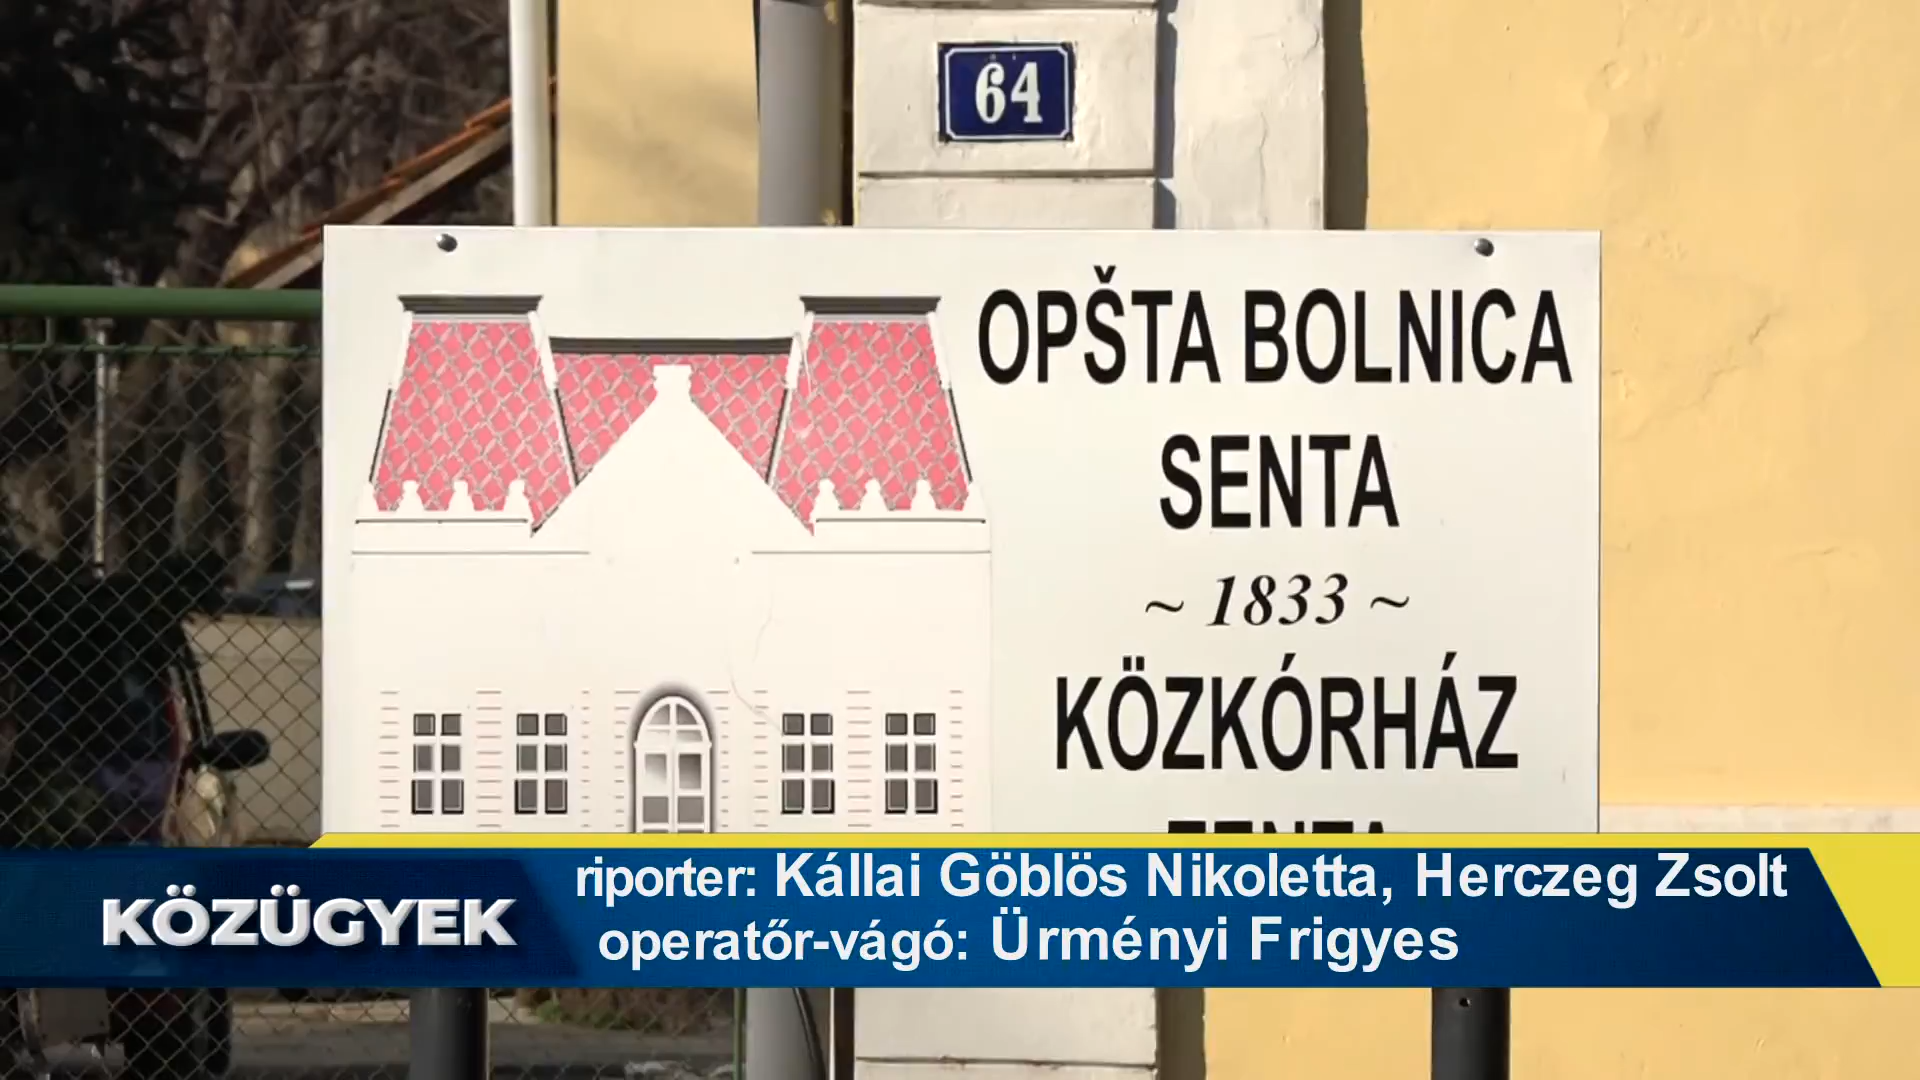 64
OPŠTA BOLNICA
SENTA
~ 1833 ~
KÖZKÓRHÁZ
KÖZÜGYEK
riporter: Kállai Göblös Nikoletta, Herczeg Zsolt
operatőr-vágó: Ürményi Frigyes